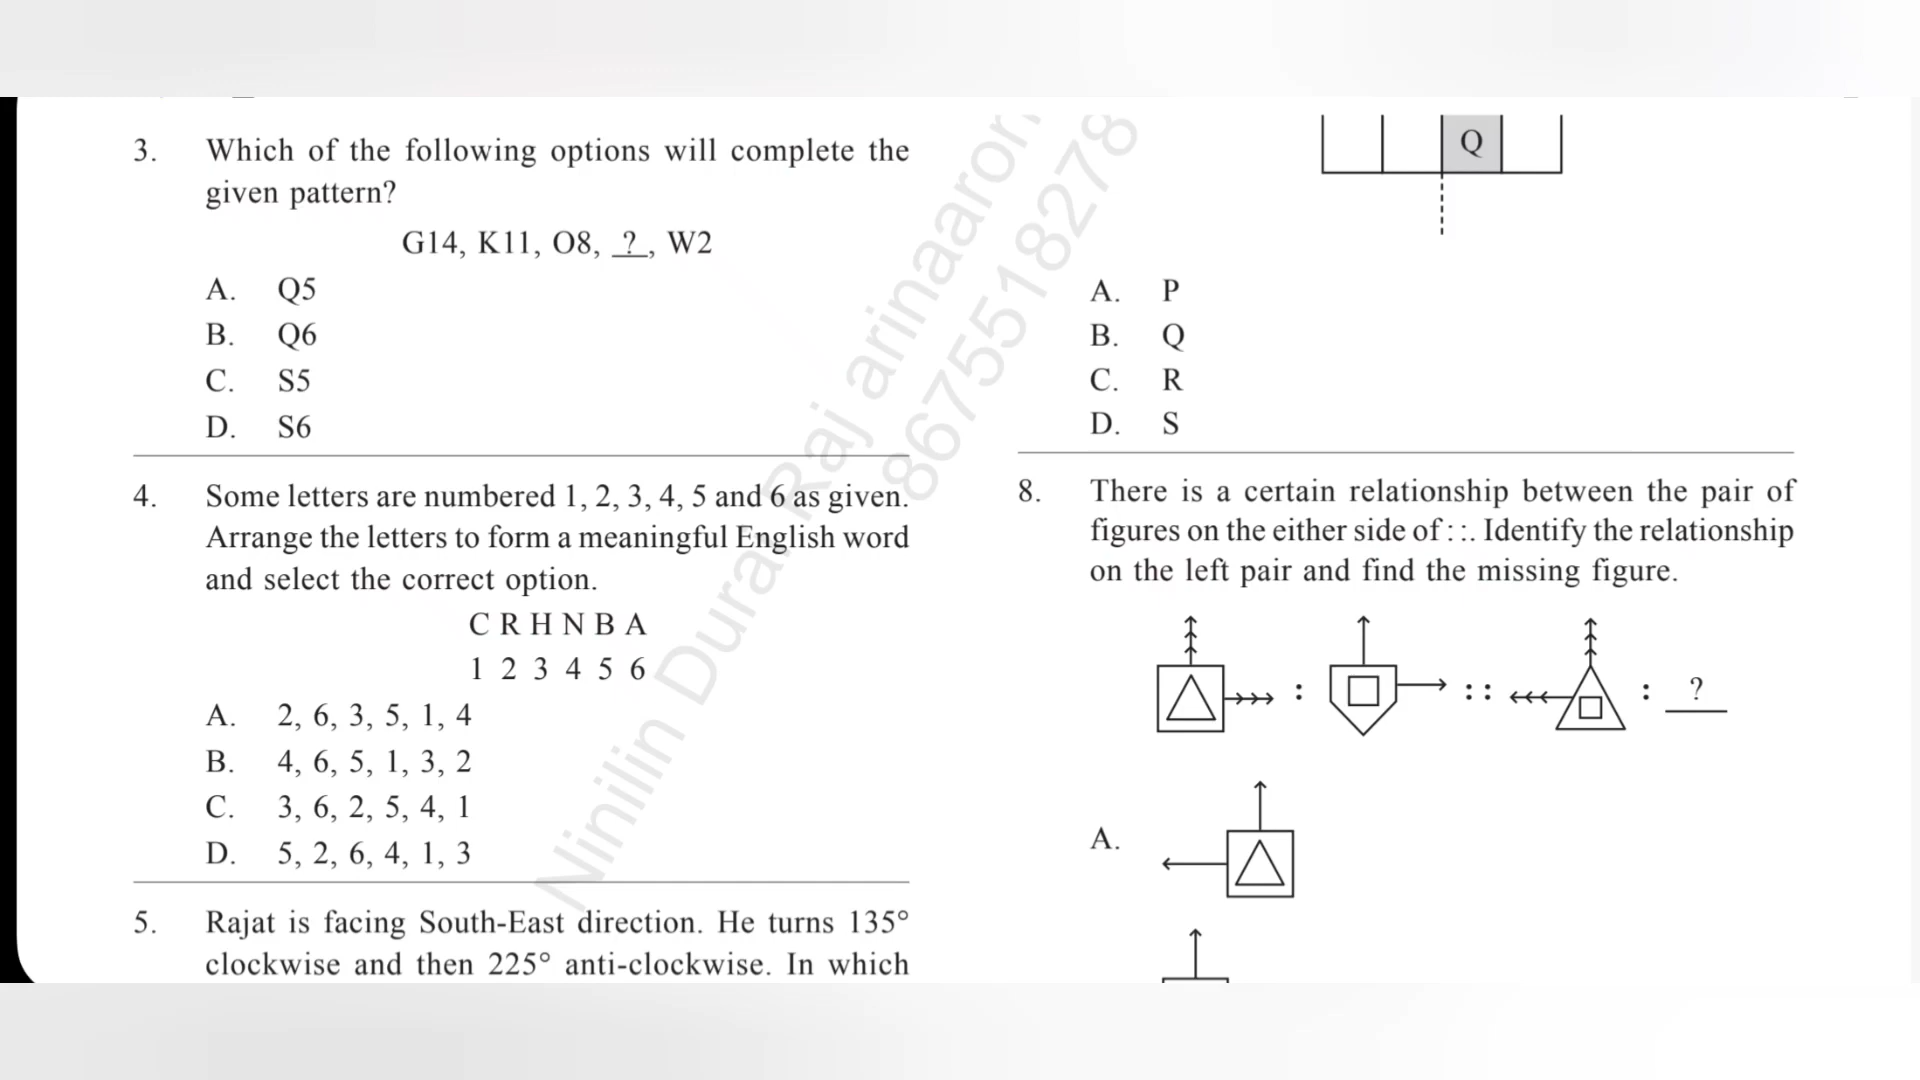 3. Which of the following options will complete the
given pattern?
G14, K11, O8, ?, W2
A. Q5
B. Q6
C. S5
D. S6
4. Some letters are numbered 1, 2, 3, 4, 5 and 6 as given.
Arrange the letters to form a meaningful English word
and select the correct option.
C R H N B A
1 2 3 4 5 6
A. 2, 6, 3, 5, 1, 4
B. 4, 6, 5, 1, 3, 2
C. 3, 6, 2, 5, 4, 1
D. 5, 2, 6, 4, 1, 3
5. Rajat is facing South-East direction. He turns 135°
clockwise and then 225° anti-clockwise. In which
Q
A. P
B. Q
C. R
D. S
8. There is a certain relationship between the pair of
figures on the either side of : :. Identify the relationship
on the left pair and find the missing figure.
: : : : ?
A.
Ninilin Durai Raj arinaaron
8675518278